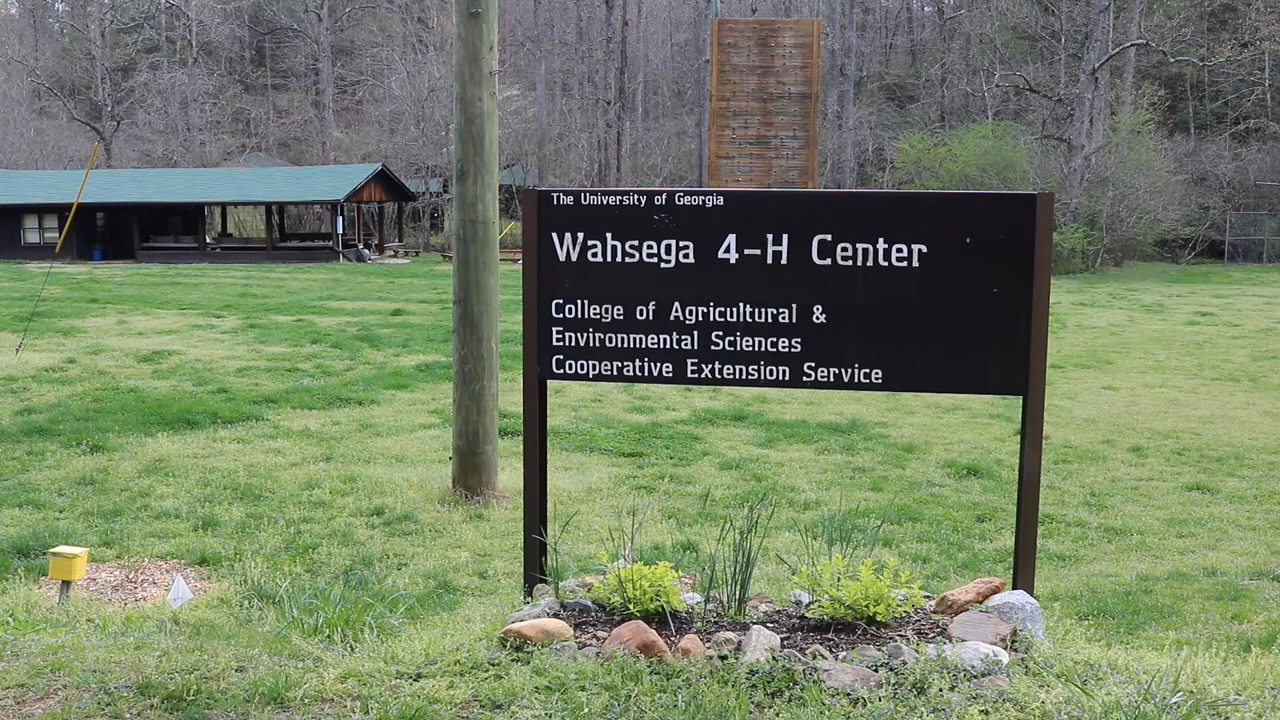 The University of Georgia
Wahsega 4-H Center
College of Agricultural &
Environmental Sciences
Cooperative Extension Service